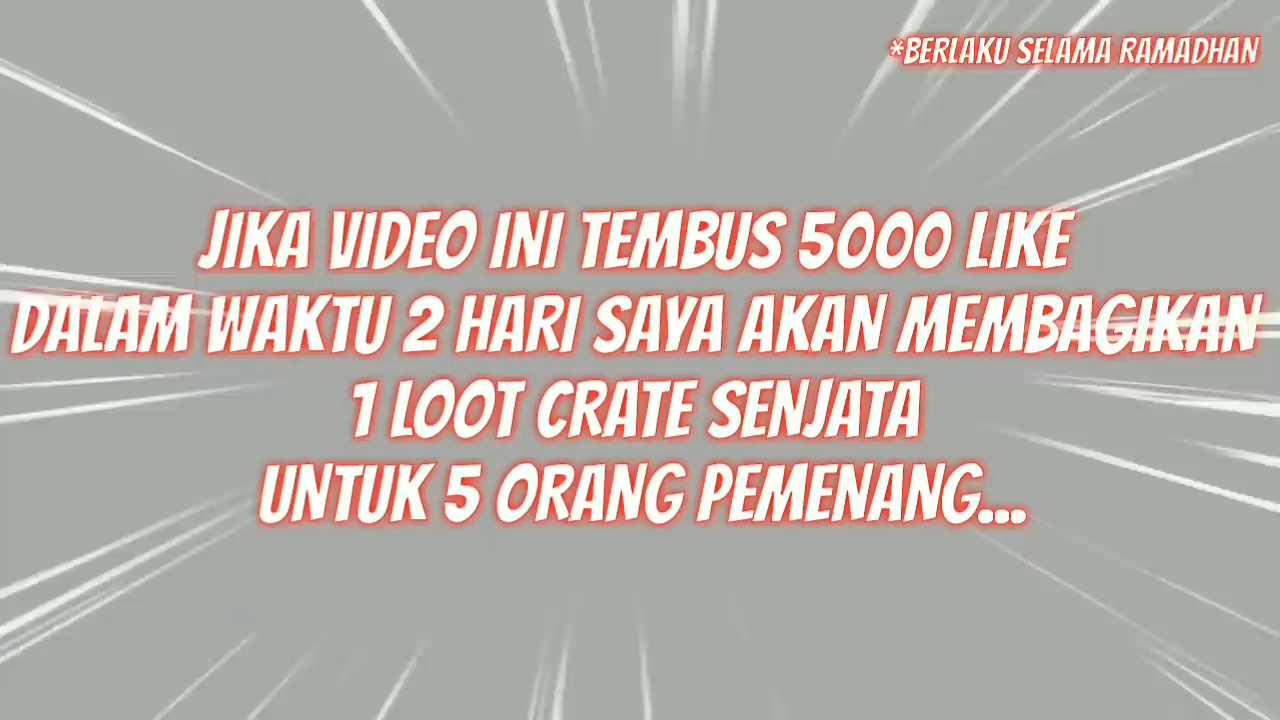 *BERLAKU SELAMA RAMADHAN
JIKA VIDEO INI TEMBUS 5000 LIKE
DALAM WAKTU 2 HARI SAYA AKAN MEMBAGIKAN
1 LOOT CRATE SENJATA
UNTUK 5 ORANG PEMENANG...